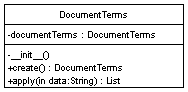 DocumentTerms
-documentTerms : DocumentTerms
-__init__()
+create() : DocumentTerms
+apply(in data:String) : List